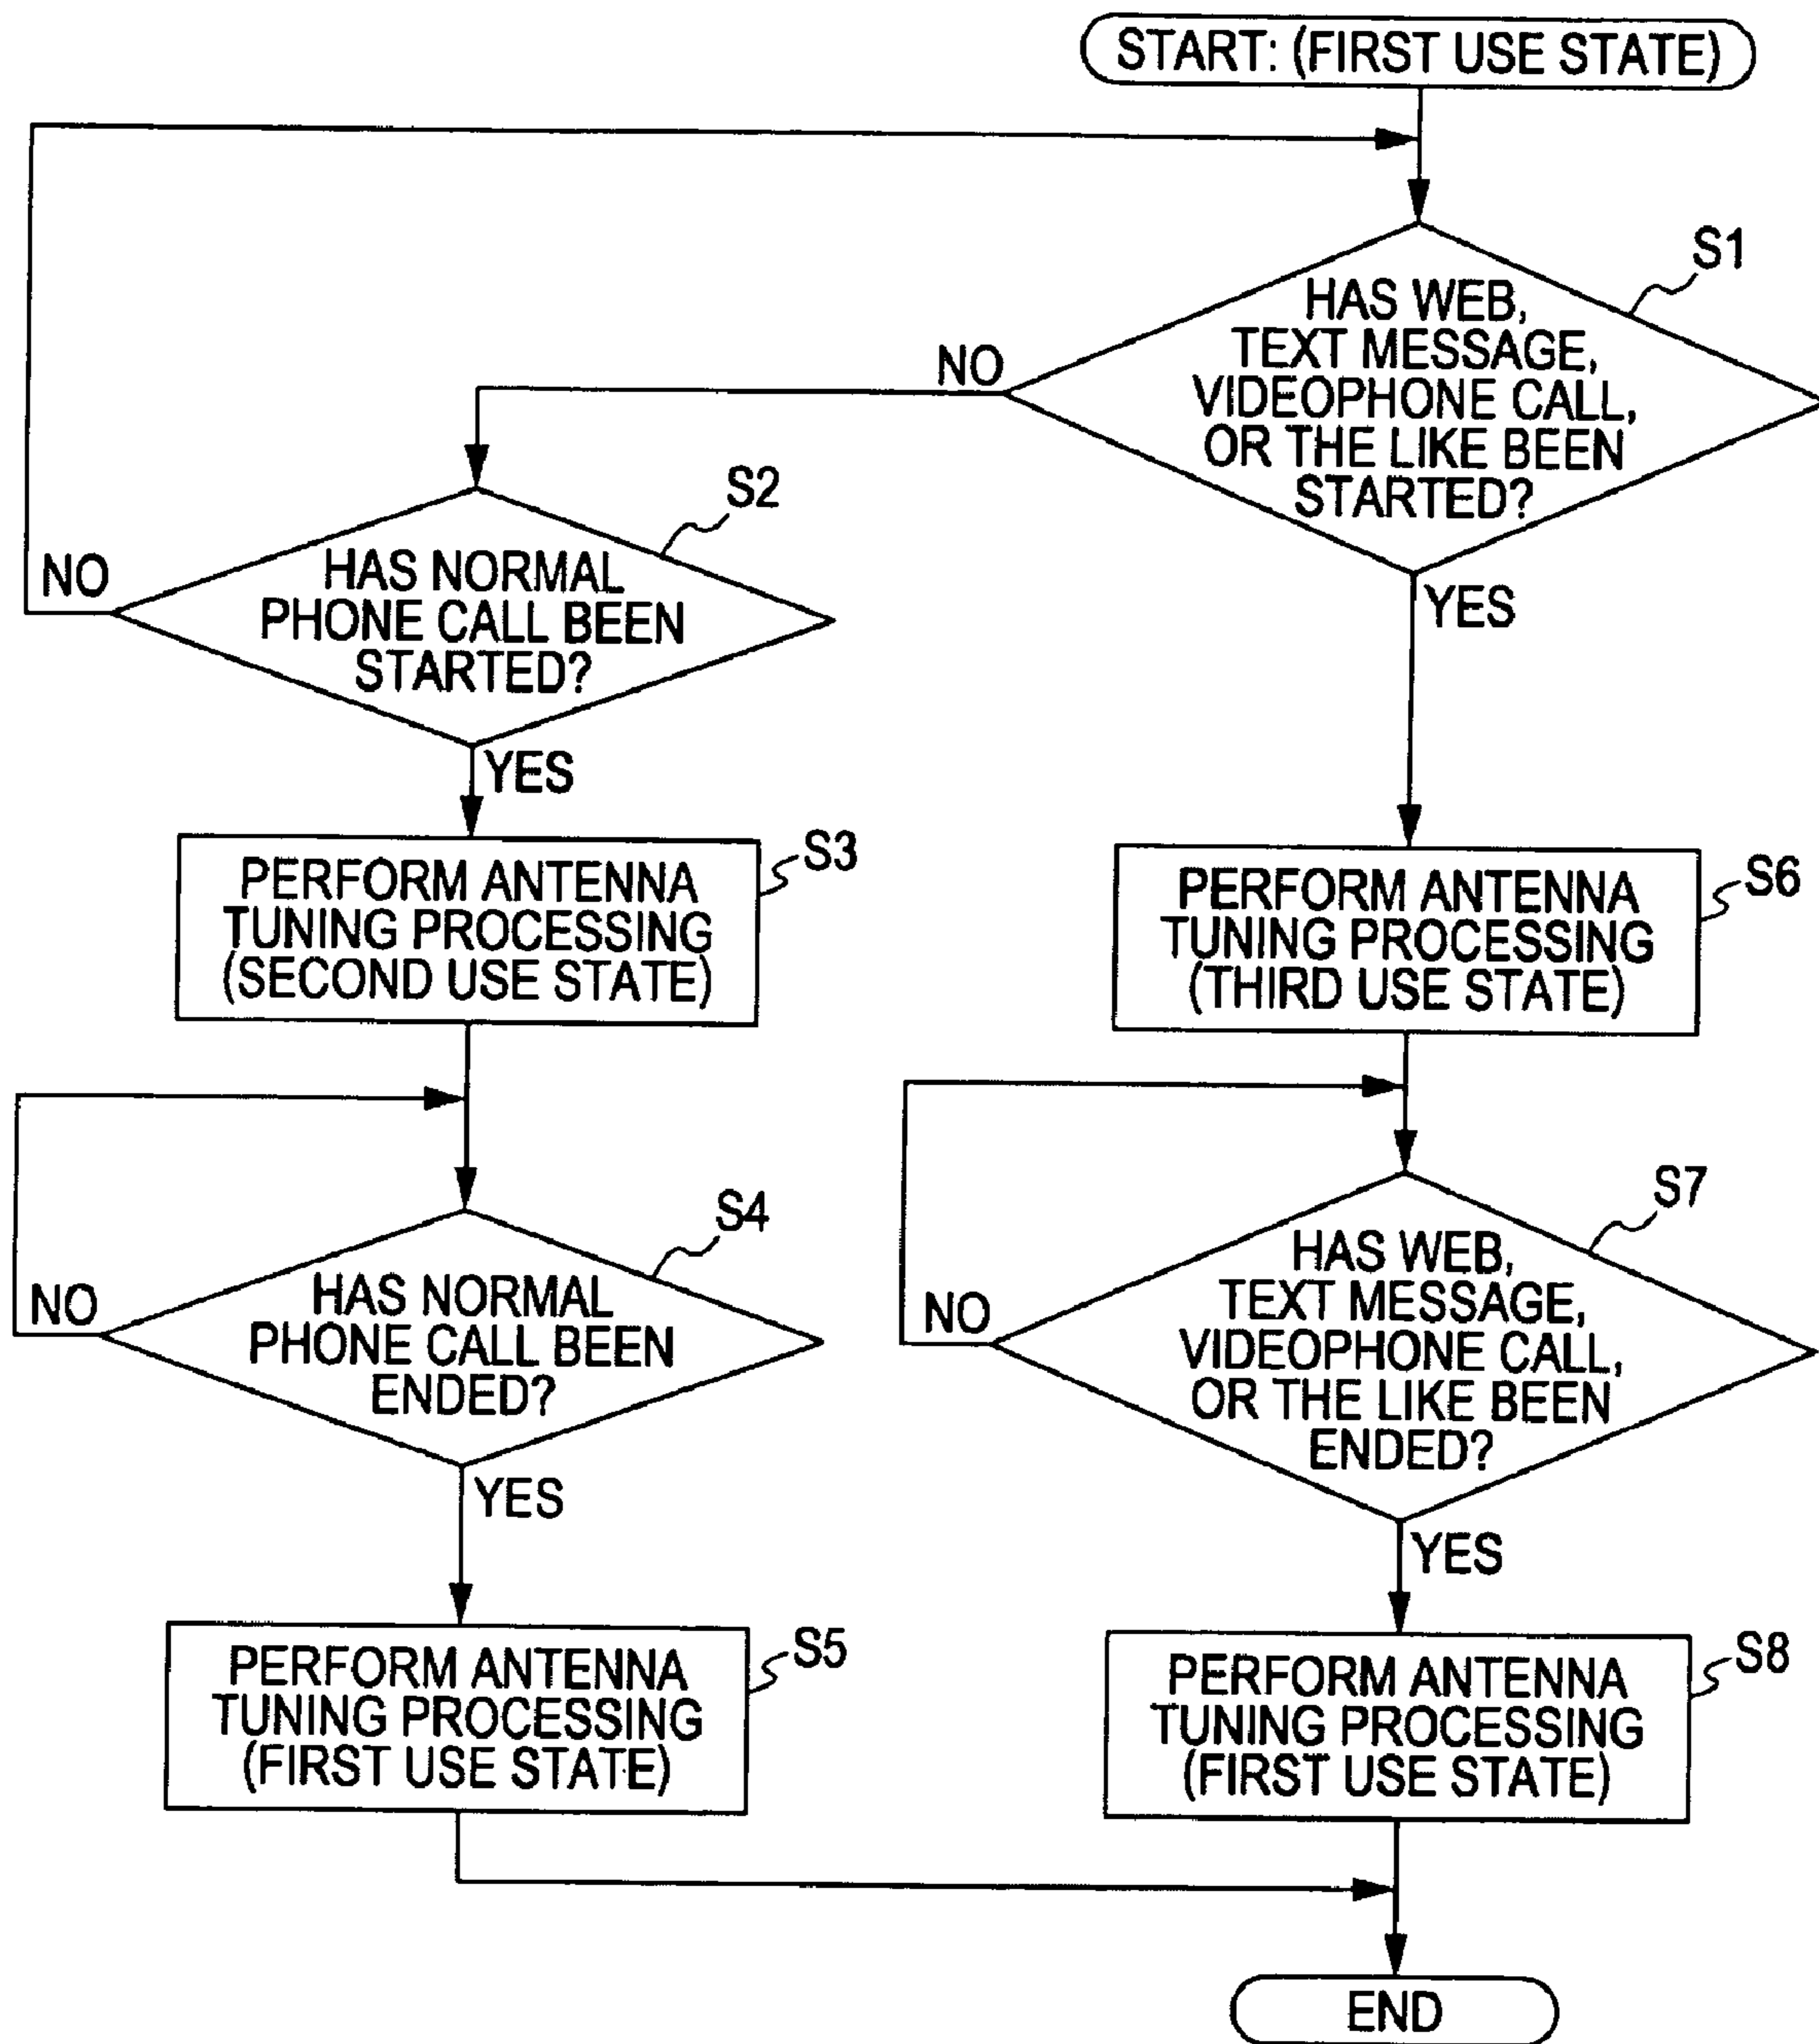 START: (FIRST USE STATE)
S1
HAS WEB,
TEXT MESSAGE,
VIDEOPHONE CALL,
OR THE LIKE BEEN
STARTED?
NO
YES
S2
HAS NORMAL
PHONE CALL BEEN
STARTED?
NO
YES
S3
PERFORM ANTENNA
TUNING PROCESSING
(SECOND USE STATE)
S4
HAS NORMAL
PHONE CALL BEEN
ENDED?
NO
YES
S5
PERFORM ANTENNA
TUNING PROCESSING
(FIRST USE STATE)
S6
PERFORM ANTENNA
TUNING PROCESSING
(THIRD USE STATE)
S7
HAS WEB,
TEXT MESSAGE,
VIDEOPHONE CALL,
OR THE LIKE BEEN
ENDED?
NO
YES
S8
PERFORM ANTENNA
TUNING PROCESSING
(FIRST USE STATE)
END